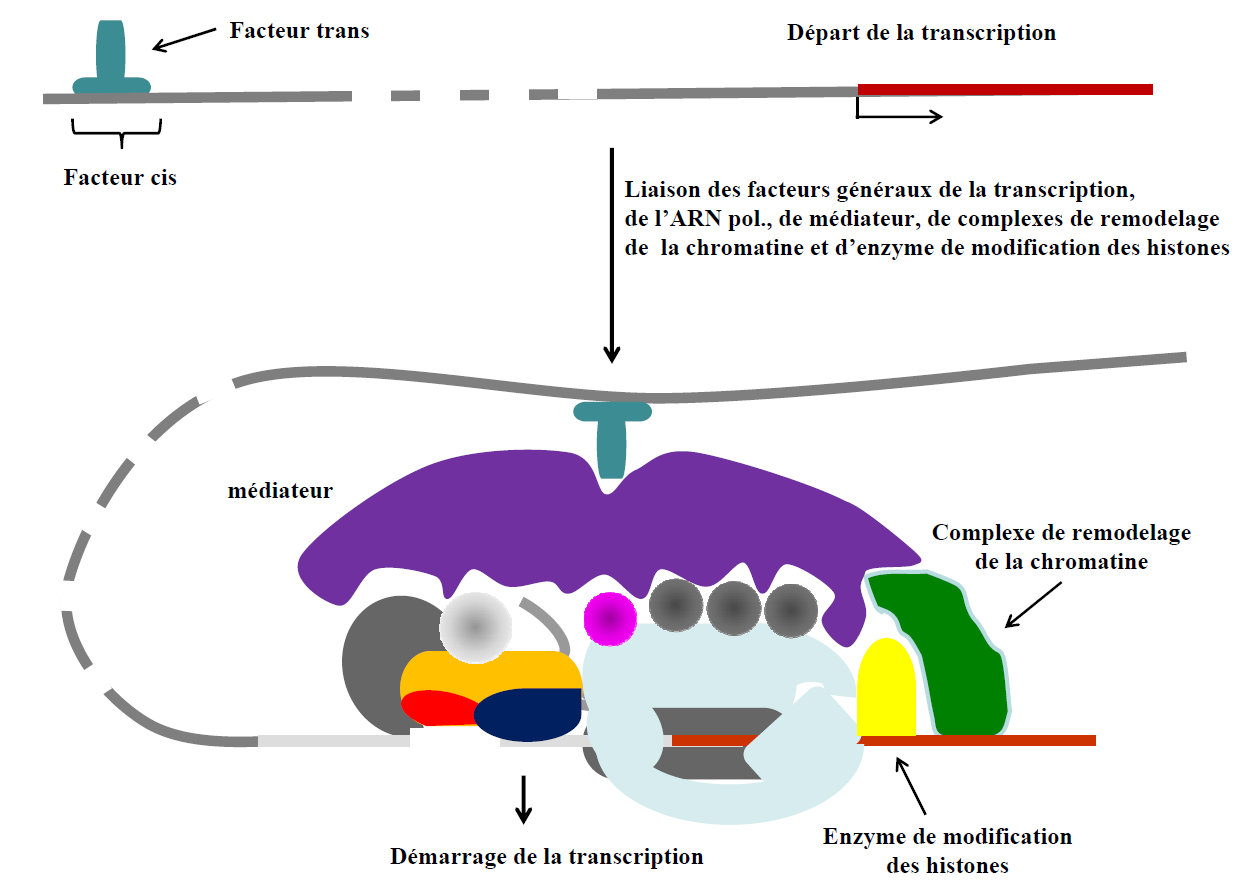 Facteur trans
Départ de la transcription
Facteur cis
Liaison des facteurs généraux de la transcription,
de l’ARN pol., de médiateur, de complexes de remodelage
de la chromatine et d’enzyme de modification des histones
médiateur
Complexe de remodelage
de la chromatine
Enzyme de modification
des histones
Démarrage de la transcription